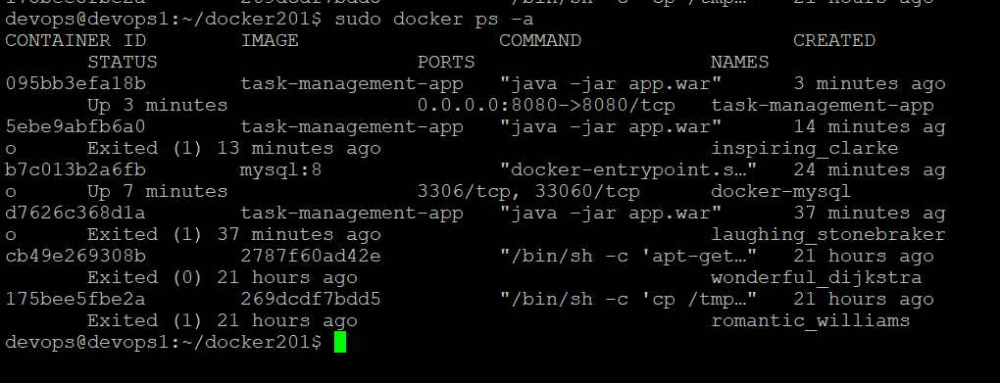 devops@devops1:~/docker201$ sudo docker ps -a
CONTAINER ID IMAGE COMMAND CREATED
STATUS PORTS NAMES
095bb3efa18b task-management-app "java -jar app.war" 3 minutes ago
Up 3 minutes 0.0.0.0:8080->8080/tcp task-management-app
5ebe9abfb6a0 task-management-app "java -jar app.war" 14 minutes ag
o Exited (1) 13 minutes ago inspiring_clarke
b7c013b2a6fb mysql:8 "docker-entrypoint.s…" 24 minutes ag
o Up 7 minutes 3306/tcp, 33060/tcp docker-mysql
d7626c368d1a task-management-app "java -jar app.war" 37 minutes ag
o Exited (1) 37 minutes ago laughing_stonebraker
cb49e269308b 2787f60ad42e "/bin/sh -c 'apt-get…" 21 hours ago
Exited (0) 21 hours ago wonderful_dijkstra
175bee5fbe2a 269dcdf7bdd5 "/bin/sh -c 'cp /tmp…" 21 hours ago
Exited (1) 21 hours ago romantic_williams
devops@devops1:~/docker201$